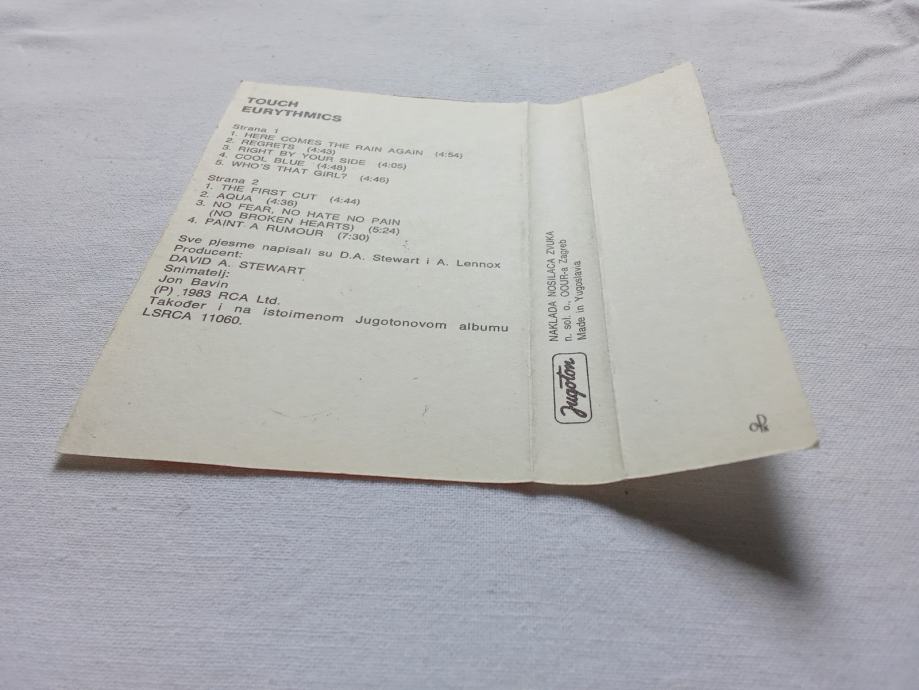 TOUCH
EURYTHMICS
Strana 1
1. HERE COMES THE RAIN AGAIN (4:54)
2. REGRETS (4:43)
3. RIGHT BY YOUR SIDE (4:05)
4. COOL BLUE (4:48)
5. WHO'S THAT GIRL? (4:46)
Strana 2
1. THE FIRST CUT (4:44)
2. AQUA (4:36)
3. NO FEAR, NO HATE NO PAIN
(NO BROKEN HEARTS) (5:24)
4. PAINT A RUMOUR (7:30)
Sve pjesme napisali su D.A. Stewart i A. Lennox
Producent:
DAVID A. STEWART
Snimatelj:
Jon Bavin
(P) 1983 RCA Ltd.
Također i na istoimenom Jugotonovom albumu
LSRCA 11060.
Jugoton
NAKLADA NOSILACA ZVUKA
n. sol. o., OOUR-a Zagreb
Made in Yugoslavia